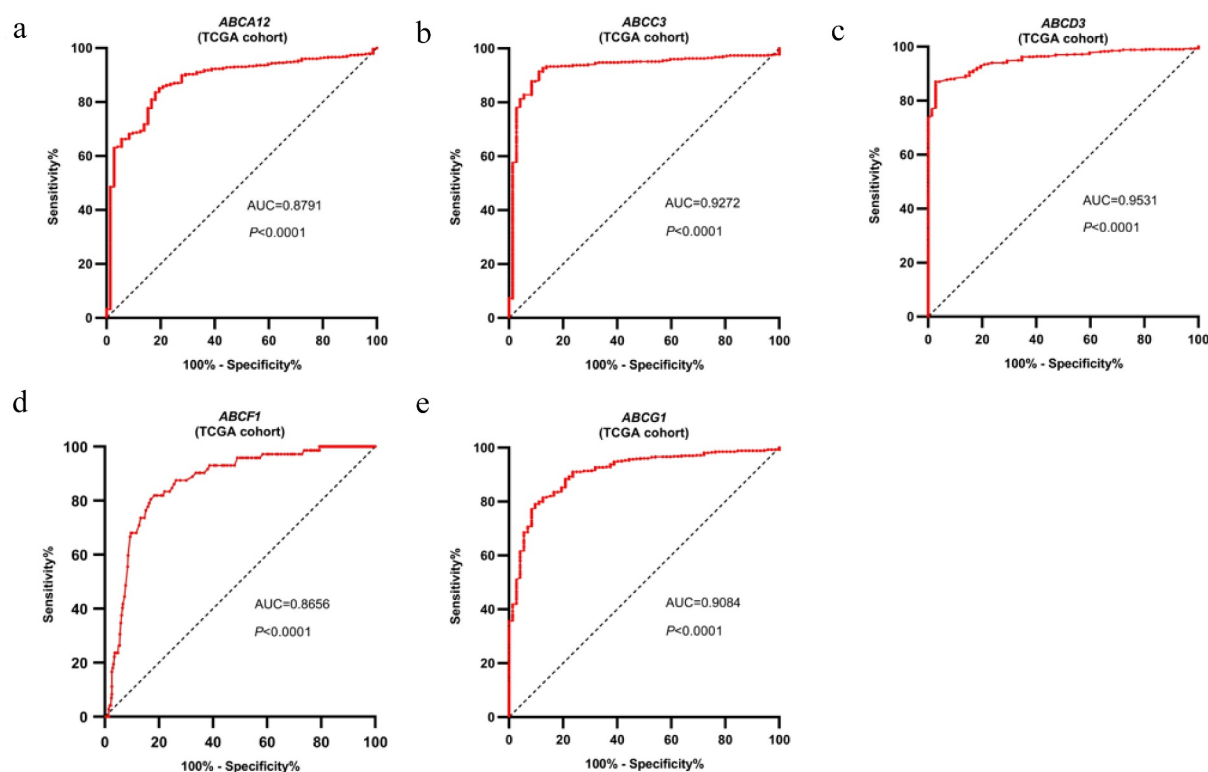 a
ABCA12
(TCGA cohort)
100
80
60
40
20
0
Sensitivity%
AUC=0.8791
P<0.0001
0 20 40 60 80 100
100% - Specificity%
b
ABCC3
(TCGA cohort)
100
80
60
40
20
0
Sensitivity%
AUC=0.9272
P<0.0001
0 20 40 60 80 100
100% - Specificity%
c
ABCD3
(TCGA cohort)
100
80
60
40
20
0
Sensitivity%
AUC=0.9531
P<0.0001
0 20 40 60 80 100
100% - Specificity%
d
ABCF1
(TCGA cohort)
100
80
60
40
20
0
Sensitivity%
AUC=0.8656
P<0.0001
0 20 40 60 80 100
100% - Specificity%
e
ABCG1
(TCGA cohort)
100
80
60
40
20
0
Sensitivity%
AUC=0.9084
P<0.0001
0 20 40 60 80 100
100% - Specificity%